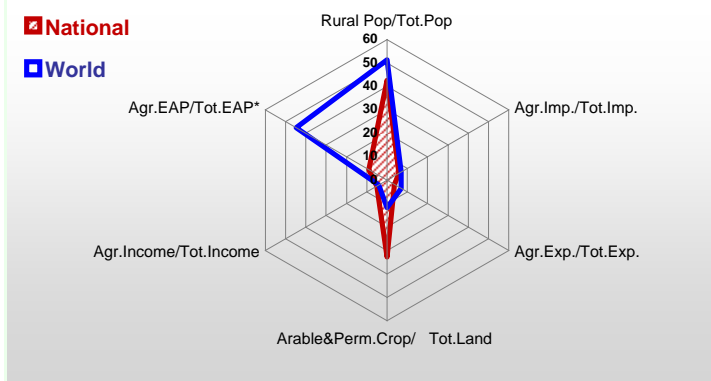 National
World
Rural Pop/Tot.Pop
60
50
40
30
20
10
0
Agr.EAP/Tot.EAP*
Agr.Imp./Tot.Imp.
Agr.Income/Tot.Income
Agr.Exp./Tot.Exp.
Arable&Perm.Crop/ Tot.Land